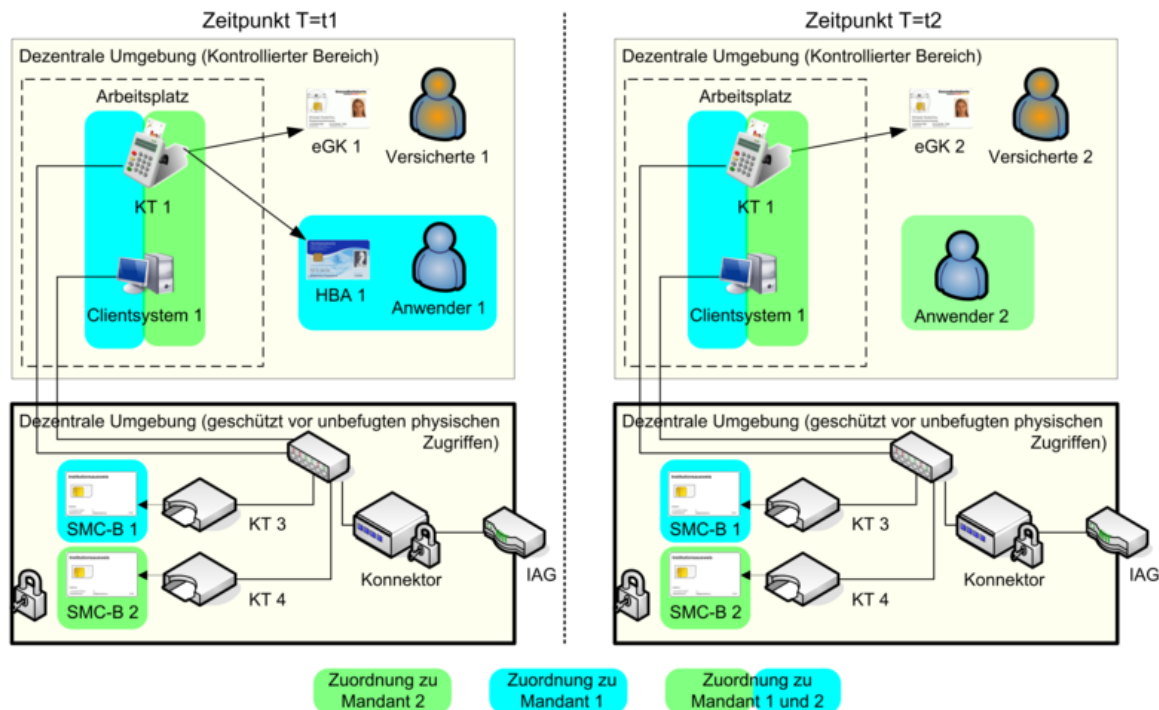 Zeitpunkt T=t1
Dezentrale Umgebung (Kontrollierter Bereich)
Arbeitsplatz
KT 1
Clientsystem 1
eGK 1
Versicherte 1
HBA 1
Anwender 1
Dezentrale Umgebung (geschützt vor unbefugten physischen
Zugriffen)
SMC-B 1
KT 3
SMC-B 2
KT 4
Konnektor
IAG
Zeitpunkt T=t2
Dezentrale Umgebung (Kontrollierter Bereich)
Arbeitsplatz
KT 1
Clientsystem 1
eGK 2
Versicherte 2
Anwender 2
Dezentrale Umgebung (geschützt vor unbefugten physischen
Zugriffen)
SMC-B 1
KT 3
SMC-B 2
KT 4
Konnektor
IAG
Zuordnung zu
Mandant 2
Zuordnung zu
Mandant 1
Zuordnung zu
Mandant 1 und 2